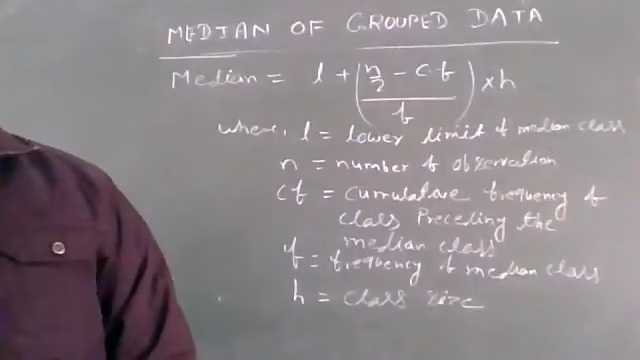 MEDIAN OF GROUPED DATA
Median = l + (n/2 - cf / f) × h
where, l = lower limit of median class
n = number of observation
cf = cumulative frequency of
class Preceding the
median class
f = frequency of median class
h = class size